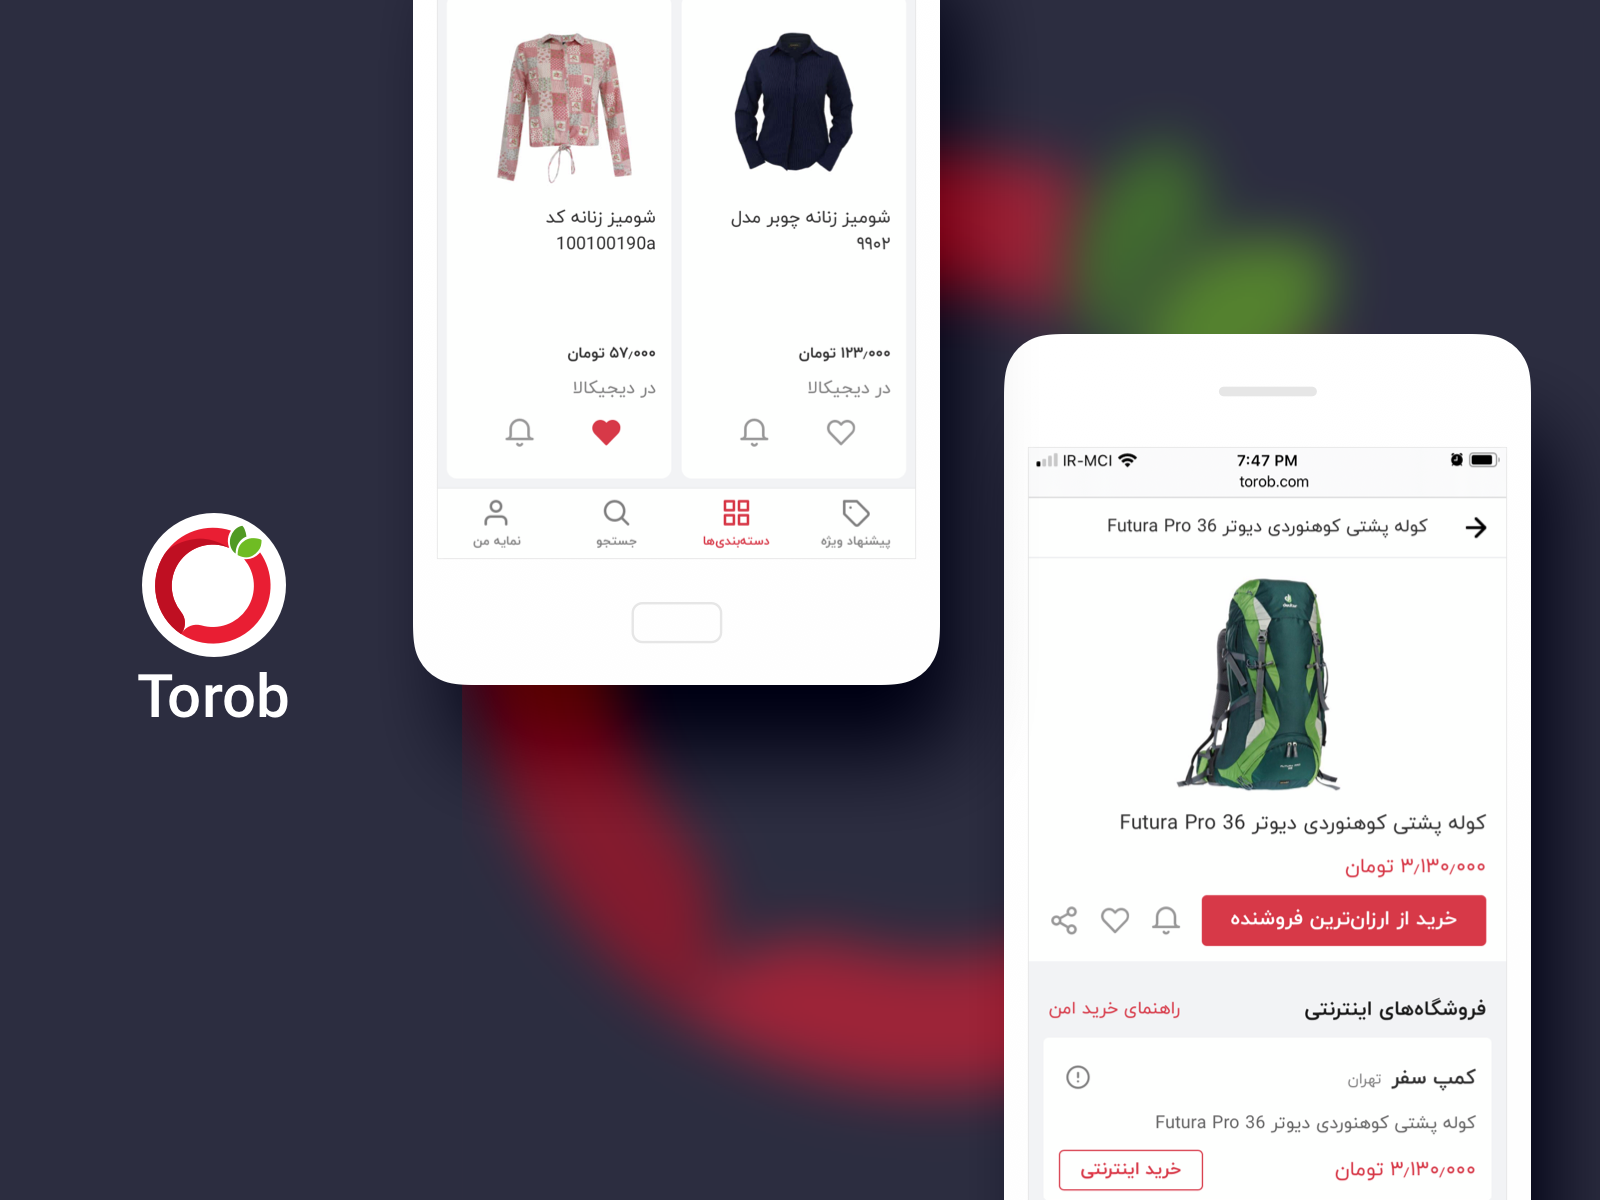 Torob
شومیز زنانه چوبر مدل
۹۹۰۲
۱۲۳٫۰۰۰ تومان
در دیجیکالا
شومیز زنانه کد
100100190a
۵۷٫۰۰۰ تومان
در دیجیکالا
پیشنهاد ویژه
دسته‌بندی‌ها
جستجو
نمایه من
IR-MCI 7:47 PM
torob.com
کوله پشتی کوهنوردی دیوتر Futura Pro 36
deuter
کوله پشتی کوهنوردی دیوتر Futura Pro 36
۳٫۱۳۰٫۰۰۰ تومان
خرید از ارزان‌ترین فروشنده
فروشگاه‌های اینترنتی راهنمای خرید امن
کمپ سفر تهران
کوله پشتی کوهنوردی دیوتر Futura Pro 36
۳٫۱۳۰٫۰۰۰ تومان خرید اینترنتی